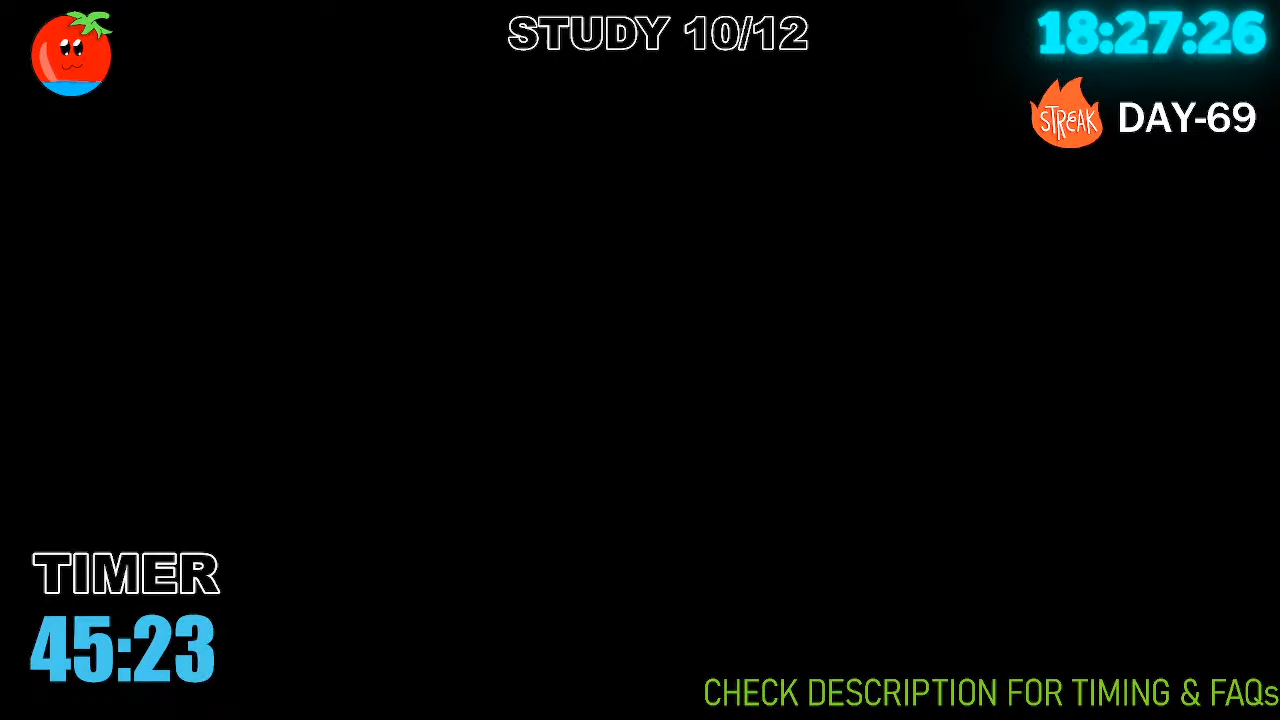 STUDY 10/12
18:27:26
STREAK
DAY-69
TIMER
45:23
CHECK DESCRIPTION FOR TIMING & FAQs